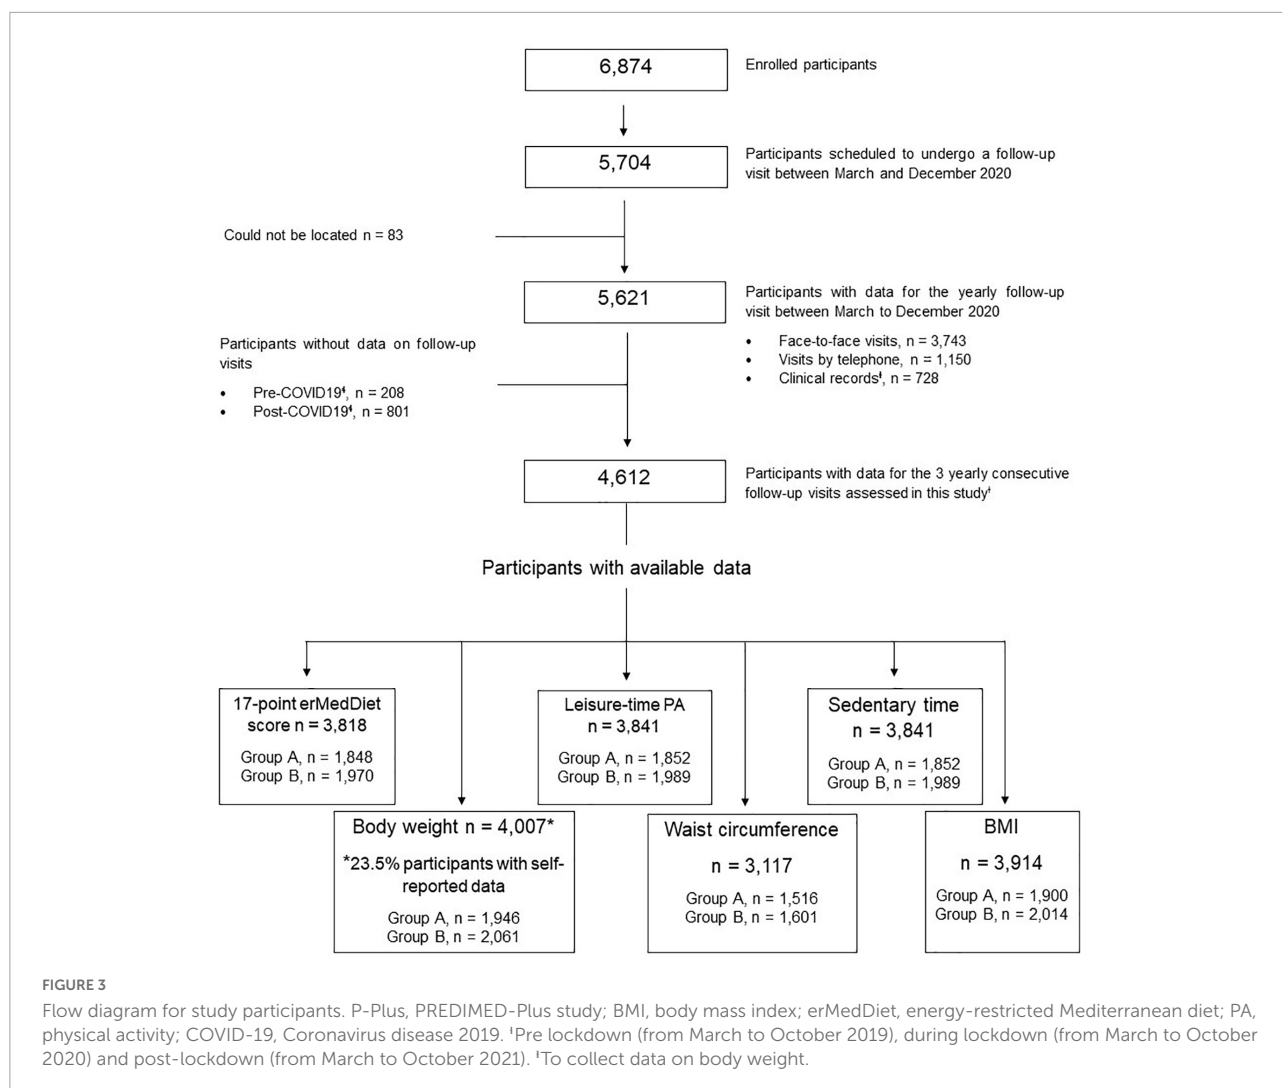 6,874
Enrolled participants
5,704
Participants scheduled to undergo a follow-up
visit between March and December 2020
Could not be located n = 83
5,621
Participants with data for the yearly follow-up
visit between March to December 2020
• Face-to-face visits, n = 3,743
• Visits by telephone, n = 1,150
• Clinical recordsǂ, n = 728
Participants without data on follow-up
visits
• Pre-COVID19ǂ, n = 208
• Post-COVID19ǂ, n = 801
4,612
Participants with data for the 3 yearly consecutive
follow-up visits assessed in this study†
Participants with available data
17-point erMedDiet
score n = 3,818
Group A, n = 1,848
Group B, n = 1,970
Leisure-time PA
n = 3,841
Group A, n = 1,852
Group B, n = 1,989
Sedentary time
n = 3,841
Group A, n = 1,852
Group B, n = 1,989
Body weight n = 4,007*
*23.5% participants with self-
reported data
Group A, n = 1,946
Group B, n = 2,061
Waist circumference
n = 3,117
Group A, n = 1,516
Group B, n = 1,601
BMI
n = 3,914
Group A, n = 1,900
Group B, n = 2,014
FIGURE 3
Flow diagram for study participants. P-Plus, PREDIMED-Plus study; BMI, body mass index; erMedDiet, energy-restricted Mediterranean diet; PA,
physical activity; COVID-19, Coronavirus disease 2019. ǂPre lockdown (from March to October 2019), during lockdown (from March to October
2020) and post-lockdown (from March to October 2021). ǂTo collect data on body weight.